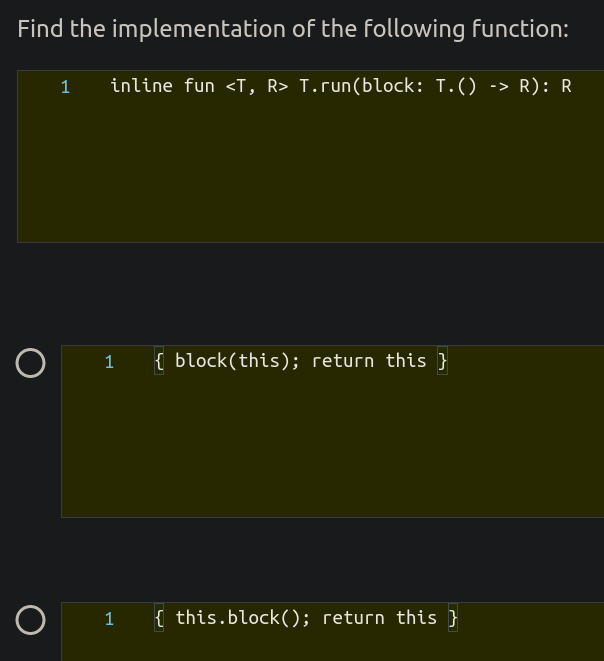 Find the implementation of the following function:
1 inline fun <T, R> T.run(block: T.() -> R): R
1 { block(this); return this }
1 { this.block(); return this }